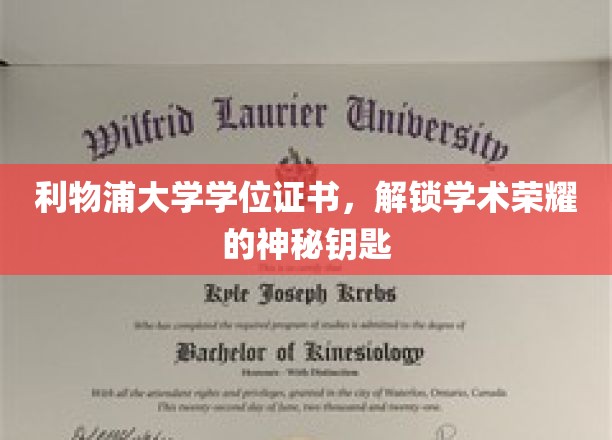 Wilfrid Laurier University
利物浦大学学位证书，解锁学术荣耀
的神秘钥匙
Kyle Joseph Krebs
Who has completed the required program of studies is admitted to the degree of
Bachelor of Kinesiology
Honours - With Distinction
With all the attendant rights and privileges, granted in the city of Waterloo, Ontario, Canada
This twenty-second day of June, two thousand and twenty-one.